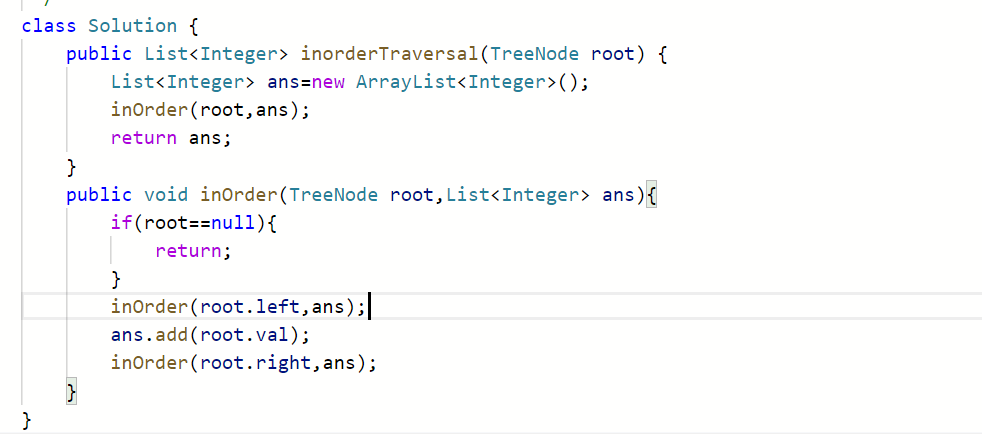 /
class Solution {
    public List<Integer> inorderTraversal(TreeNode root) {
        List<Integer> ans=new ArrayList<Integer>();
        inOrder(root,ans);
        return ans;
    }
    public void inOrder(TreeNode root,List<Integer> ans){
        if(root==null){
            return;
        }
        inOrder(root.left,ans);
        ans.add(root.val);
        inOrder(root.right,ans);
    }
}